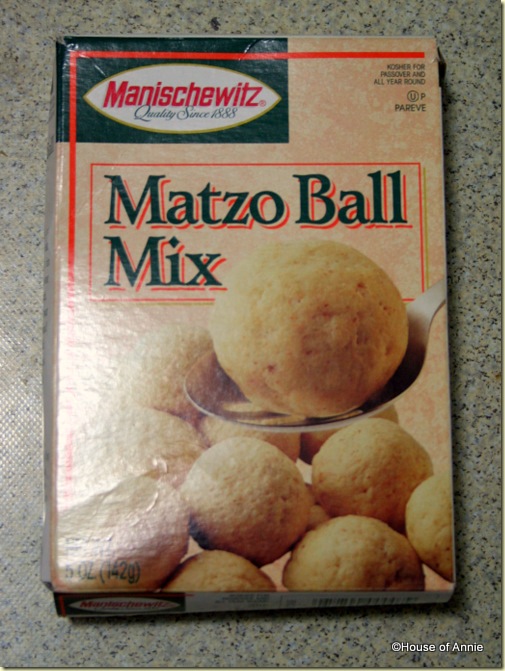 Manischewitz®
Quality Since 1888
KOSHER FOR
PASSOVER AND
ALL YEAR ROUND
Ⓤ P
PAREVE
Matzo Ball
Mix
5 OZ. (142g)
Manischewitz
©House of Annie